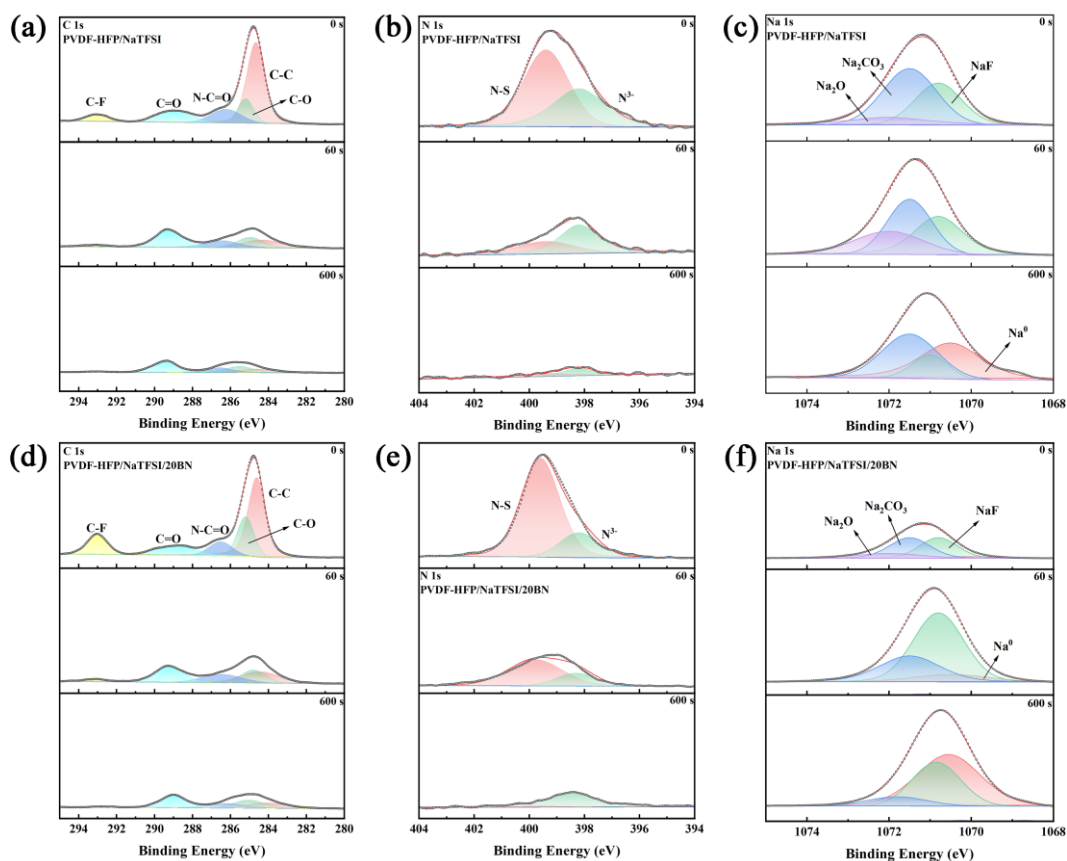 (a)
C 1s
PVDF-HFP/NaTFSI
0 s
C-F
C=O
N-C=O
C-C
C-O
60 s
600 s
294 292 290 288 286 284 282 280
Binding Energy (eV)
(b)
N 1s
PVDF-HFP/NaTFSI
0 s
N-S
N³⁻
60 s
600 s
404 402 400 398 396 394
Binding Energy (eV)
(c)
Na 1s
PVDF-HFP/NaTFSI
0 s
Na₂O
Na₂CO₃
NaF
60 s
600 s
Na⁰
1074 1072 1070 1068
Binding Energy (eV)
(d)
C 1s
PVDF-HFP/NaTFSI/20BN
0 s
C-F
C=O
N-C=O
C-C
C-O
60 s
600 s
294 292 290 288 286 284 282 280
Binding Energy (eV)
(e)
0 s
N-S
N³⁻
N 1s
PVDF-HFP/NaTFSI/20BN
60 s
600 s
404 402 400 398 396 394
Binding Energy (eV)
(f)
Na 1s
PVDF-HFP/NaTFSI/20BN
0 s
Na₂O
Na₂CO₃
NaF
60 s
Na⁰
600 s
1074 1072 1070 1068
Binding Energy (eV)